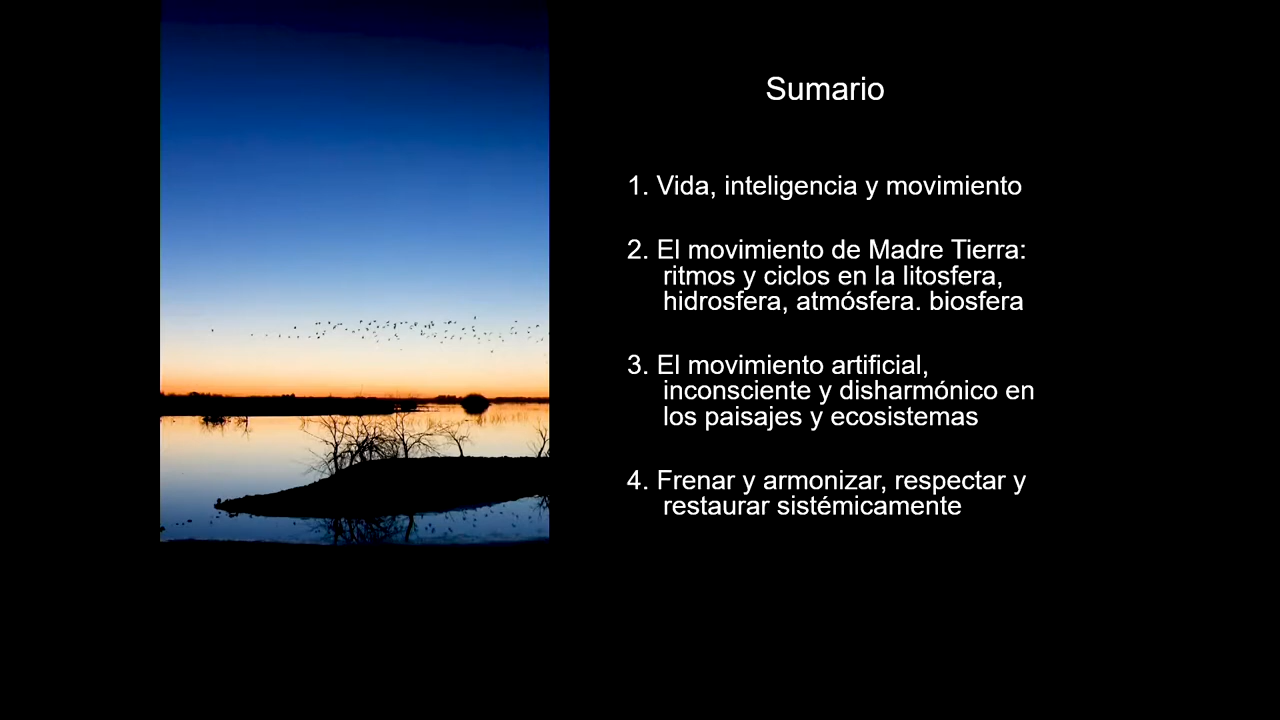 Sumario
1. Vida, inteligencia y movimiento
2. El movimiento de Madre Tierra:
ritmos y ciclos en la litosfera,
hidrosfera, atmósfera. biosfera
3. El movimiento artificial,
inconsciente y disharmónico en
los paisajes y ecosistemas
4. Frenar y armonizar, respectar y
restaurar sistémicamente